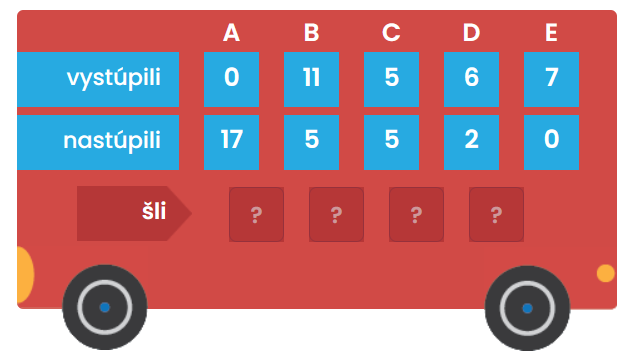 A B C D E
vystúpili 0 11 5 6 7
nastúpili 17 5 5 2 0
šli ? ? ? ?